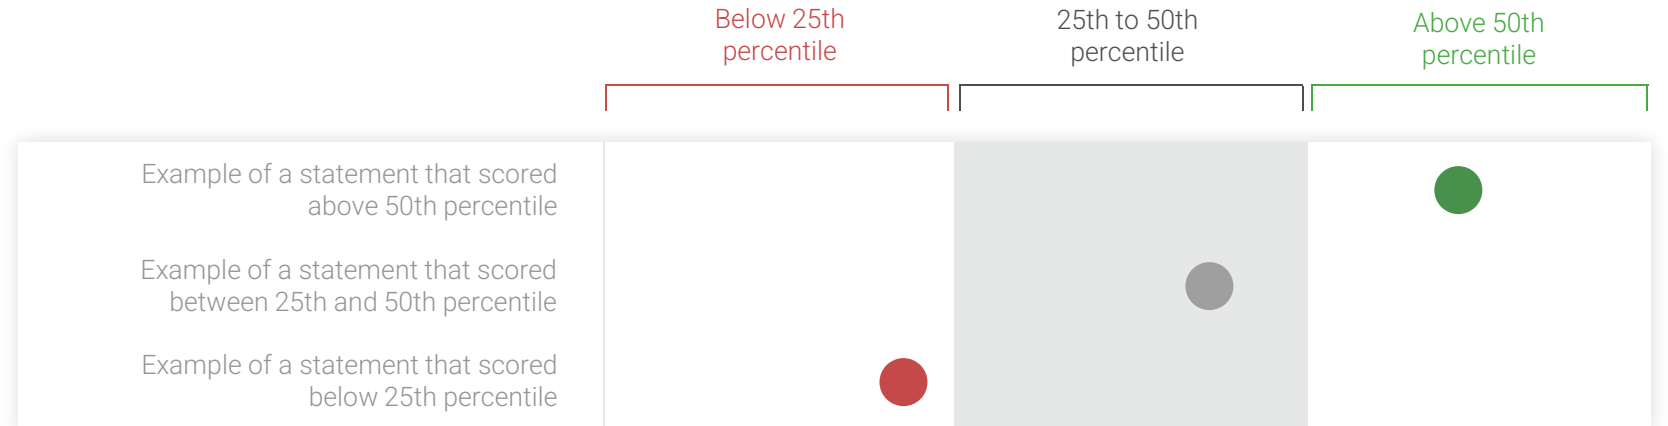 Below 25th
percentile
25th to 50th
percentile
Above 50th
percentile
Example of a statement that scored
above 50th percentile
Example of a statement that scored
between 25th and 50th percentile
Example of a statement that scored
below 25th percentile